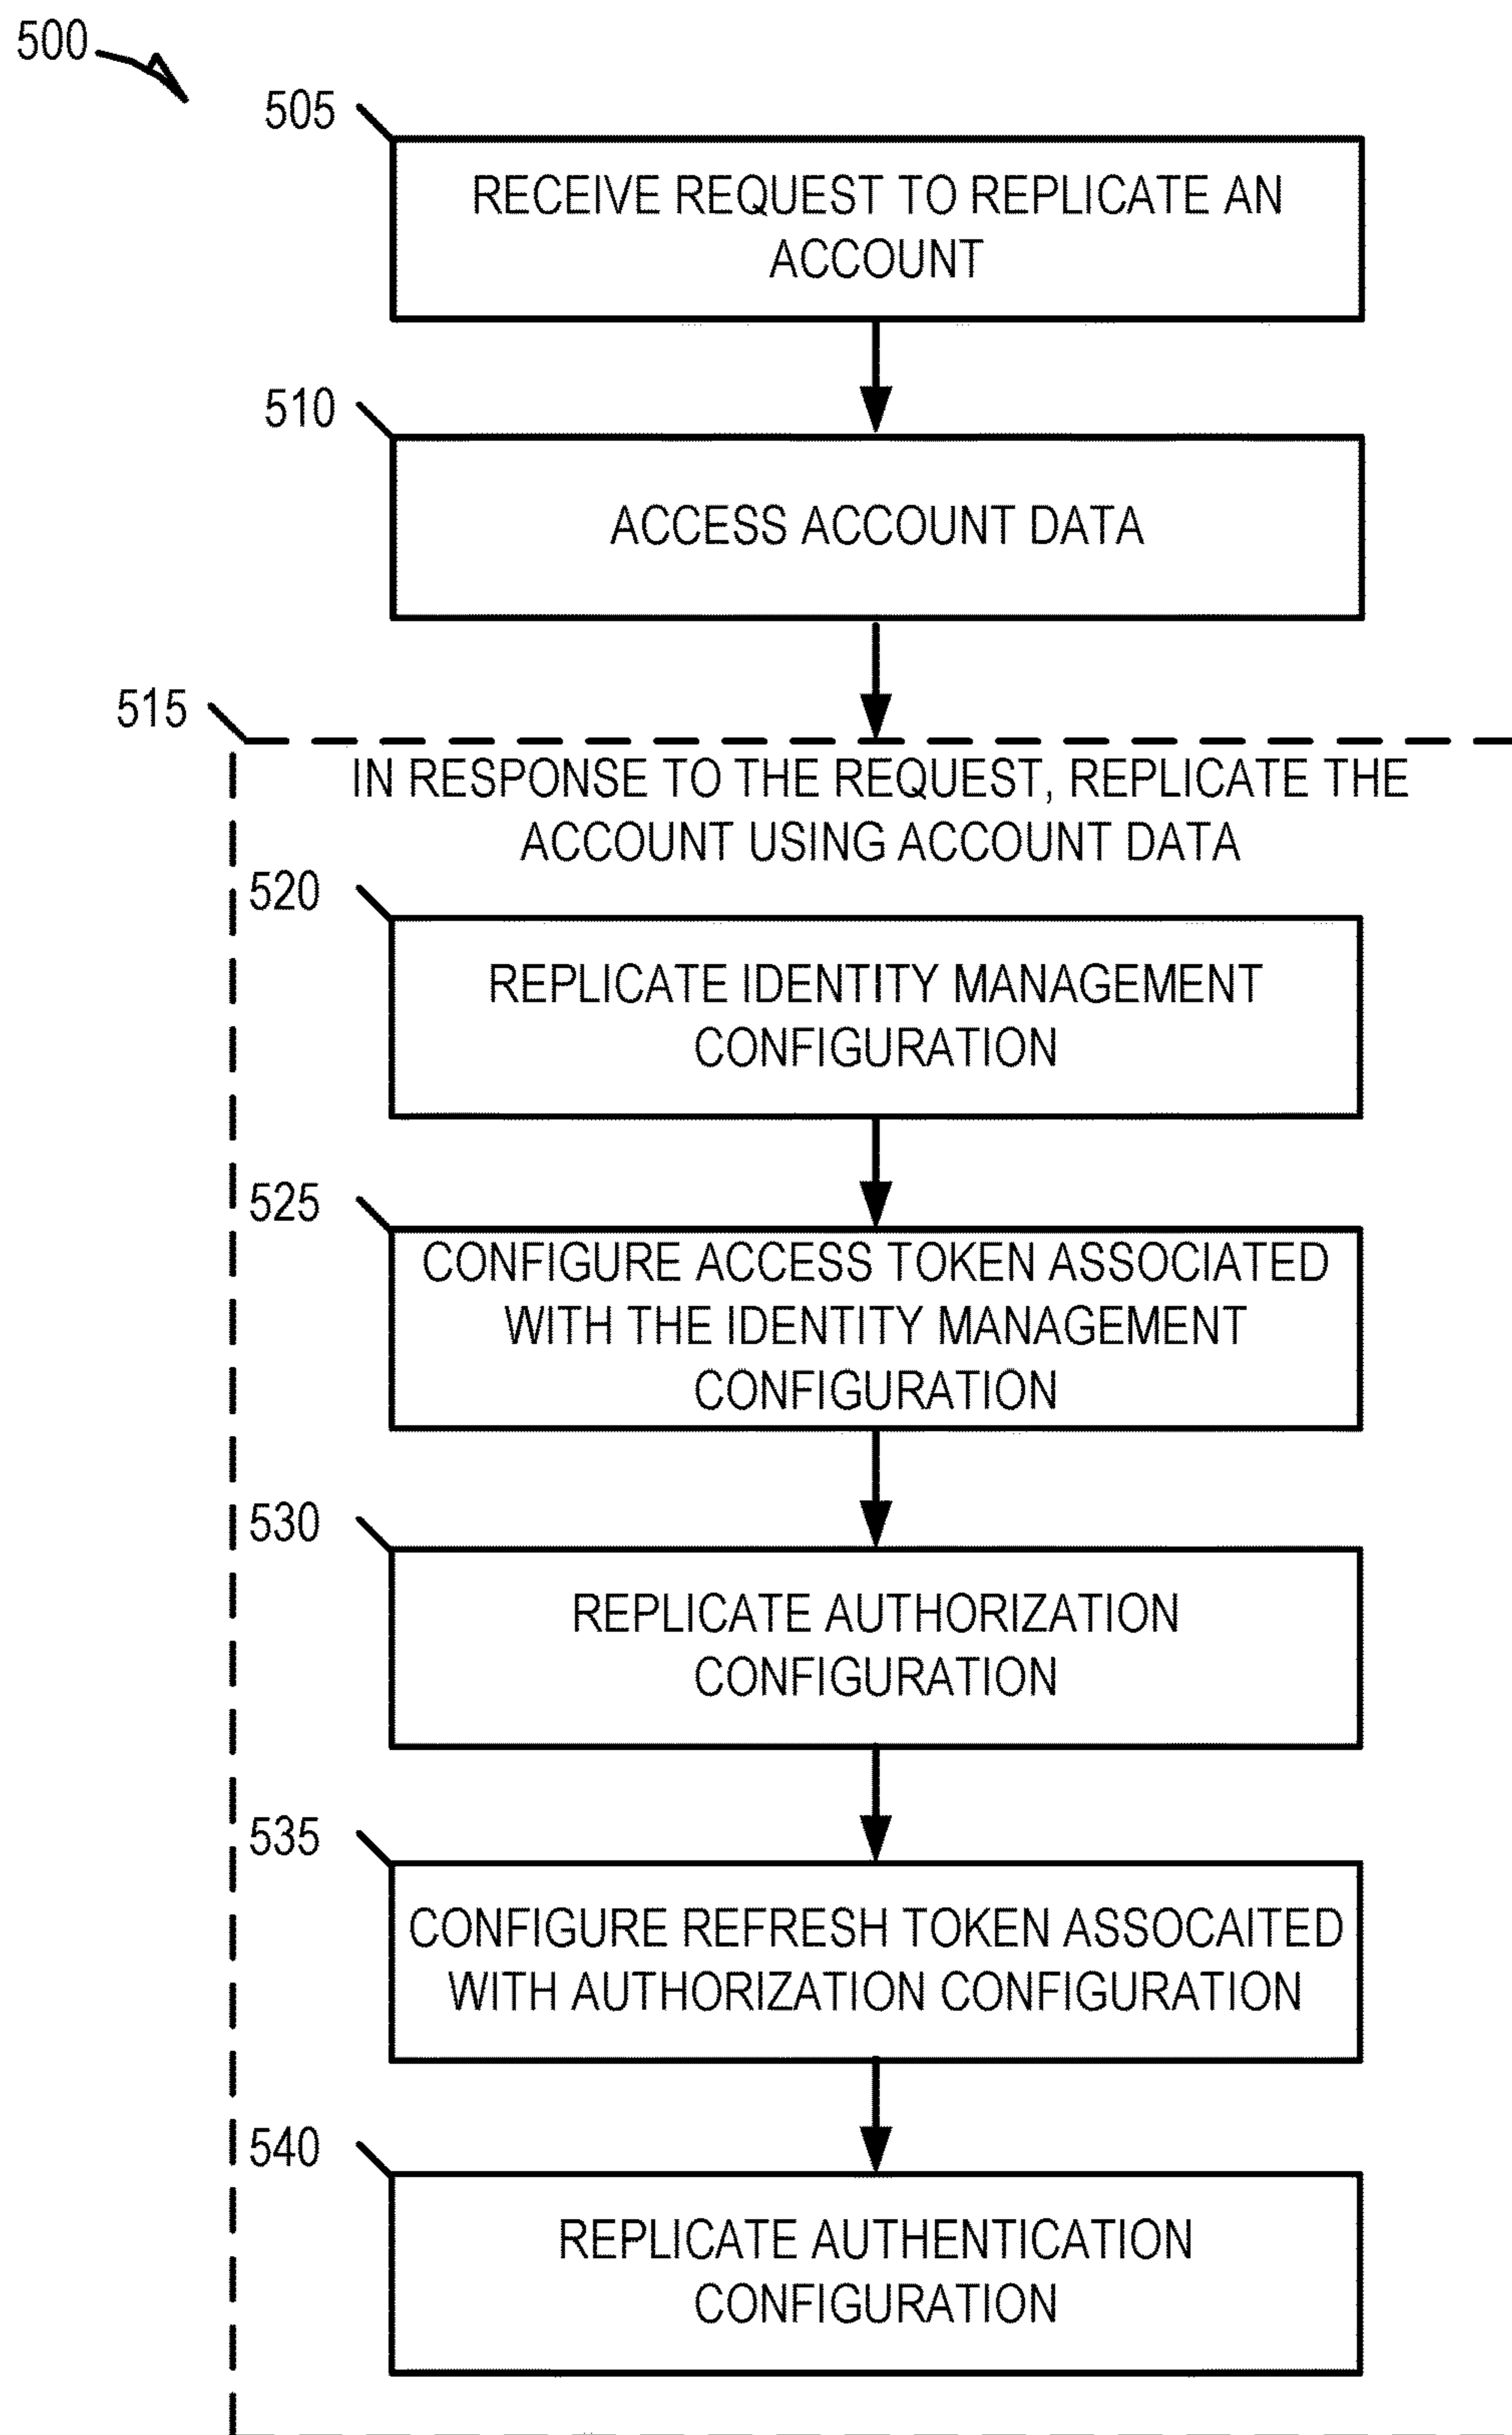 500
505
RECEIVE REQUEST TO REPLICATE AN
ACCOUNT
510
ACCESS ACCOUNT DATA
515
IN RESPONSE TO THE REQUEST, REPLICATE THE
ACCOUNT USING ACCOUNT DATA
520
REPLICATE IDENTITY MANAGEMENT
CONFIGURATION
525
CONFIGURE ACCESS TOKEN ASSOCIATED
WITH THE IDENTITY MANAGEMENT
CONFIGURATION
530
REPLICATE AUTHORIZATION
CONFIGURATION
535
CONFIGURE REFRESH TOKEN ASSOCAITED
WITH AUTHORIZATION CONFIGURATION
540
REPLICATE AUTHENTICATION
CONFIGURATION